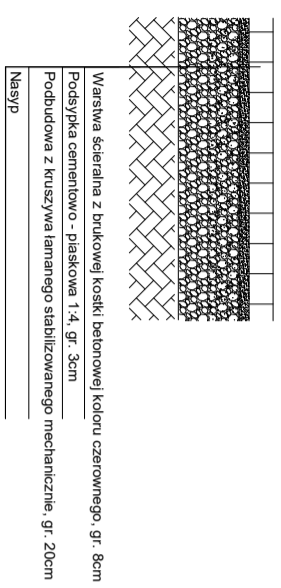 Warstwa ścieralna z brukowej kostki betonowej koloru czerownego, gr. 8cm
Podsypka cementowo - piaskowa 1:4, gr. 3cm
Podbudowa z kruszywa łamanego stabilizowanego mechanicznie, gr. 20cm
Nasyp